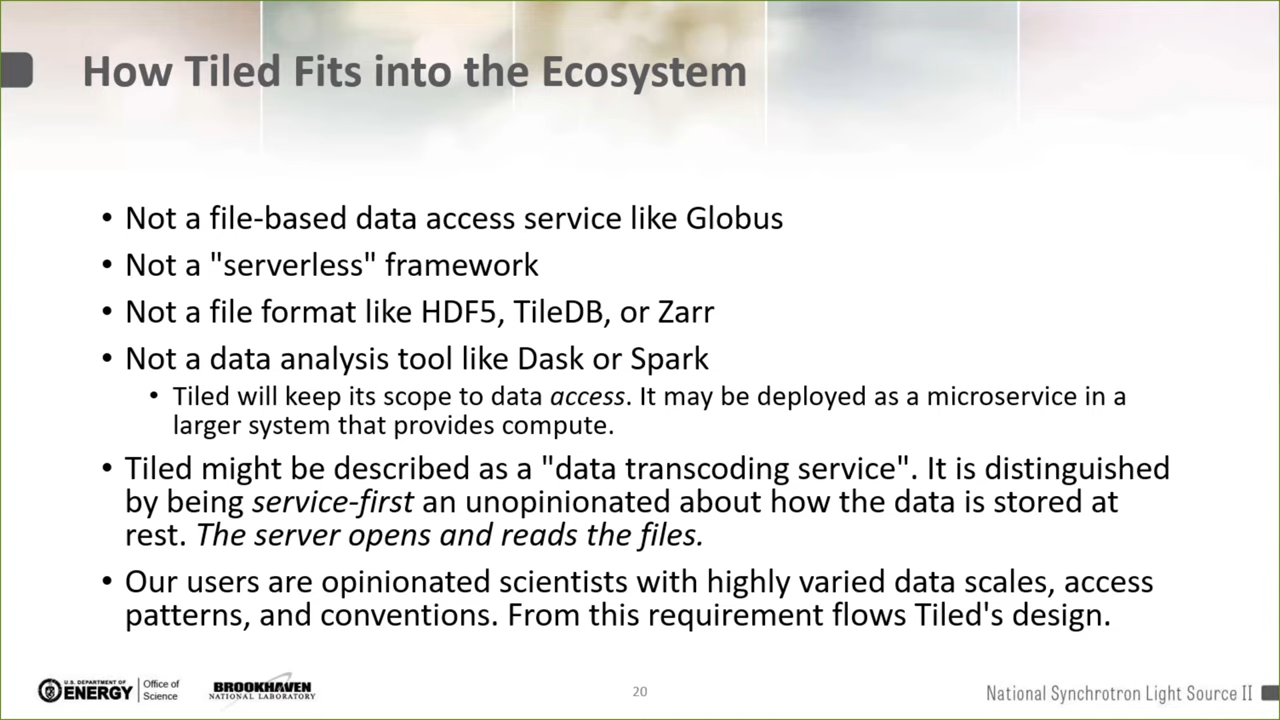 How Tiled Fits into the Ecosystem
• Not a file-based data access service like Globus
• Not a "serverless" framework
• Not a file format like HDF5, TileDB, or Zarr
• Not a data analysis tool like Dask or Spark
• Tiled will keep its scope to data access. It may be deployed as a microservice in a
larger system that provides compute.
• Tiled might be described as a "data transcoding service". It is distinguished
by being service-first an unopinionated about how the data is stored at
rest. The server opens and reads the files.
• Our users are opinionated scientists with highly varied data scales, access
patterns, and conventions. From this requirement flows Tiled's design.
U.S. DEPARTMENT OF
ENERGY
Office of
Science
BROOKHAVEN
NATIONAL LABORATORY
20
National Synchrotron Light Source II